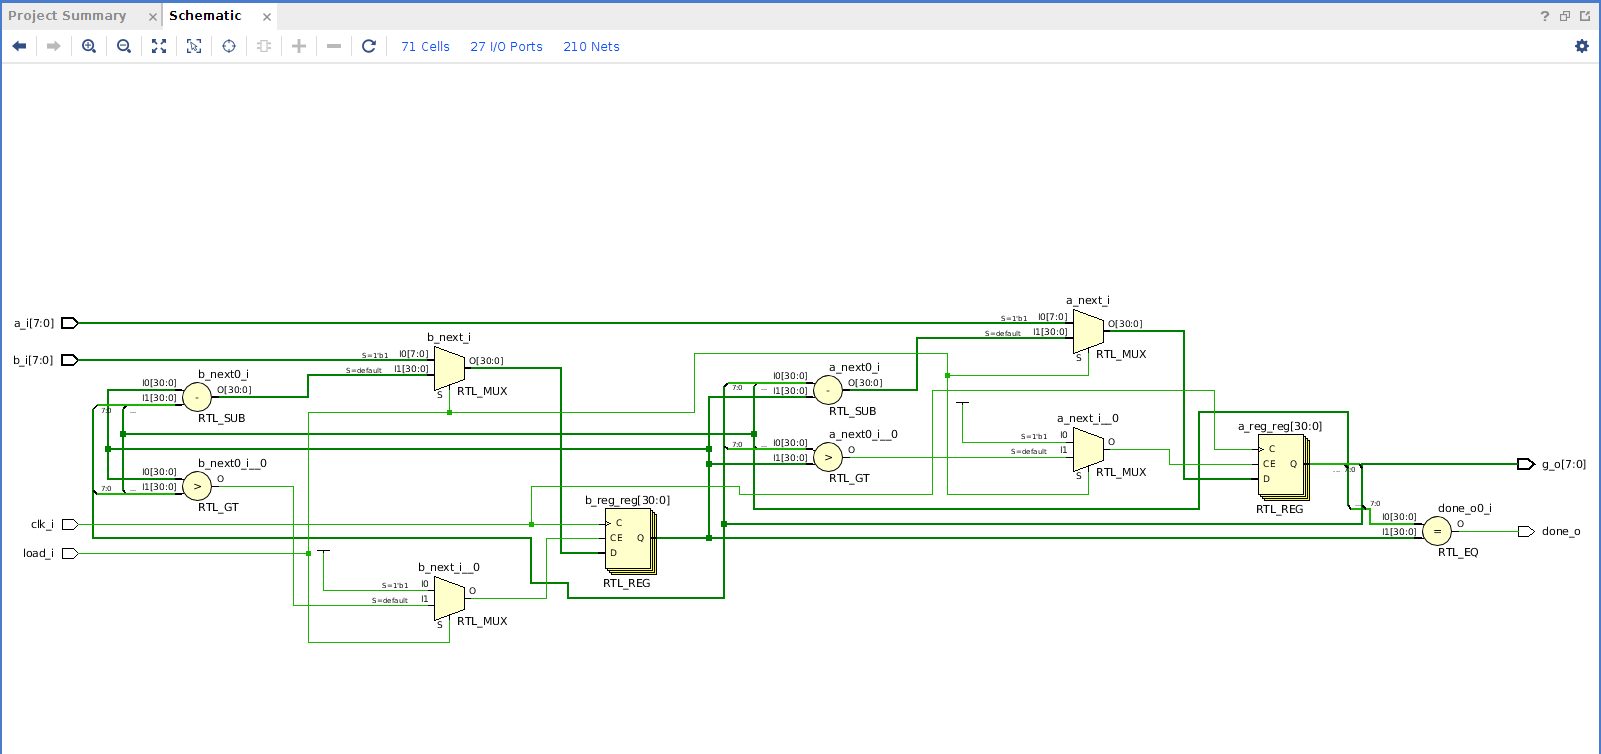 Project Summary × Schematic × ?
71 Cells 27 I/O Ports 210 Nets
a_next_i
a_i[7:0]
S=1'b1 I0[7:0]
S=default I1[30:0]
O[30:0]
S
RTL_MUX
b_next_i
b_i[7:0]
S=1'b1 I0[7:0]
S=default I1[30:0]
O[30:0]
S
RTL_MUX
b_next0_i
I0[30:0]
I1[30:0]
O[30:0]
-
7:0
...
RTL_SUB
a_next0_i
I0[30:0]
I1[30:0]
O[30:0]
-
7:0
...
RTL_SUB
a_next0_i__0
I0[30:0]
I1[30:0]
O
>
7:0
...
RTL_GT
a_next_i__0
S=1'b1 I0
S=default I1
O
S
RTL_MUX
a_reg_reg[30:0]
C
CE Q
D
RTL_REG
... 7:0
g_o[7:0]
b_next0_i__0
I0[30:0]
I1[30:0]
O
>
7:0
...
RTL_GT
b_reg_reg[30:0]
C
CE Q
D
RTL_REG
clk_i
load_i
7:0
...
done_o0_i
I0[30:0]
I1[30:0]
O
=
RTL_EQ
done_o
b_next_i__0
S=1'b1 I0
S=default I1
O
S
RTL_MUX